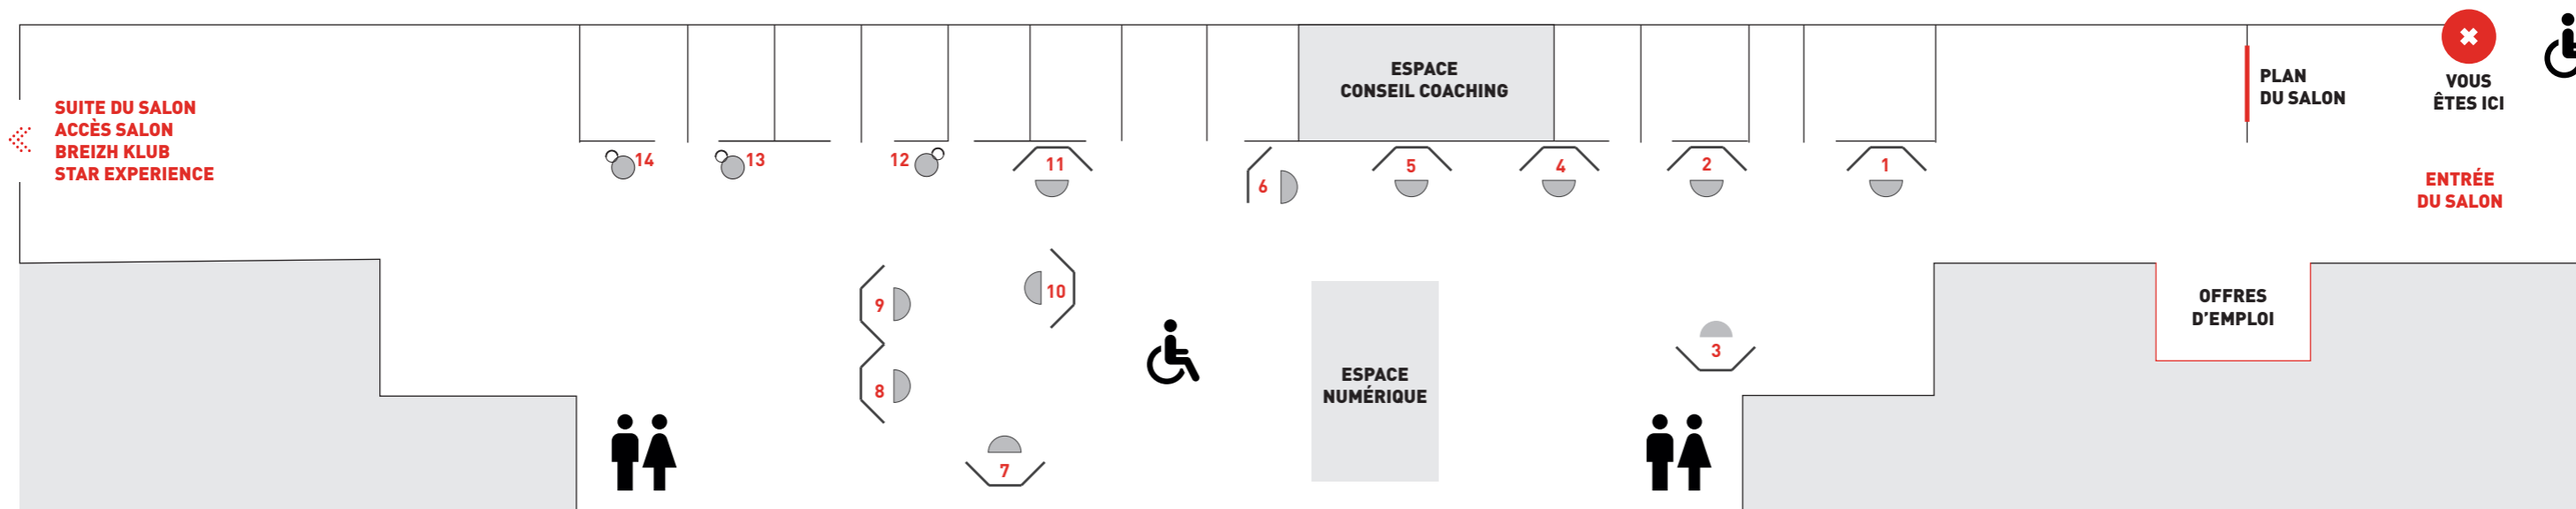 SUITE DU SALON
ACCÈS SALON
BREIZH KLUB
STAR EXPERIENCE
14
13
12
11
10
9
8
7
6
5
4
3
2
1
ESPACE
CONSEIL COACHING
ESPACE
NUMÉRIQUE
PLAN
DU SALON
VOUS
ÊTES ICI
ENTRÉE
DU SALON
OFFRES
D’EMPLOI